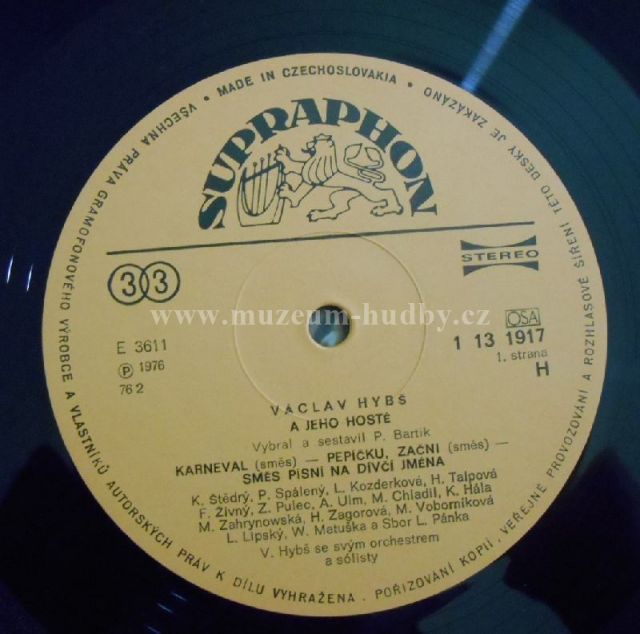 VŠECHNA PRÁVA GRAMOFONOVÉHO VÝROBCE A VLASTNÍKŮ AUTORSKÝCH PRÁV K DÍLU VYHRAŽENA. POŘIZOVÁNÍ KOPIÍ, VEŘEJNÉ PROVOZOVÁNÍ A ROZHLASOVÉ ŠÍŘENÍ TÉTO DESKY JE ZAKÁZÁNO • MADE IN CZECHOSLOVAKIA •
SUPRAPHON
33
STEREO
www.muzeum-hudby.cz
E 3611
Ⓟ 1976
76 2
OSA
1 13 1917
1. strana
H
VÁCLAV HYBŠ
A JEHO HOSTÉ
Vybral a sestavil P. Bartík
KARNEVAL (směs) — PEPÍČKU, ZAČNI (směs) —
SMĚS PÍSNÍ NA DÍVČÍ JMÉNA
K. Štědrý, P. Spálený, L. Kozderková, H. Talpová
F. Živný, Z. Pulec, A. Ulm, M. Chladil, K. Hála
M. Zahrynowská, H. Zagorová, M. Voborníková
L. Lipský, W. Matuška a Sbor L. Pánka
V. Hybš se svým orchestrem
a sólisty